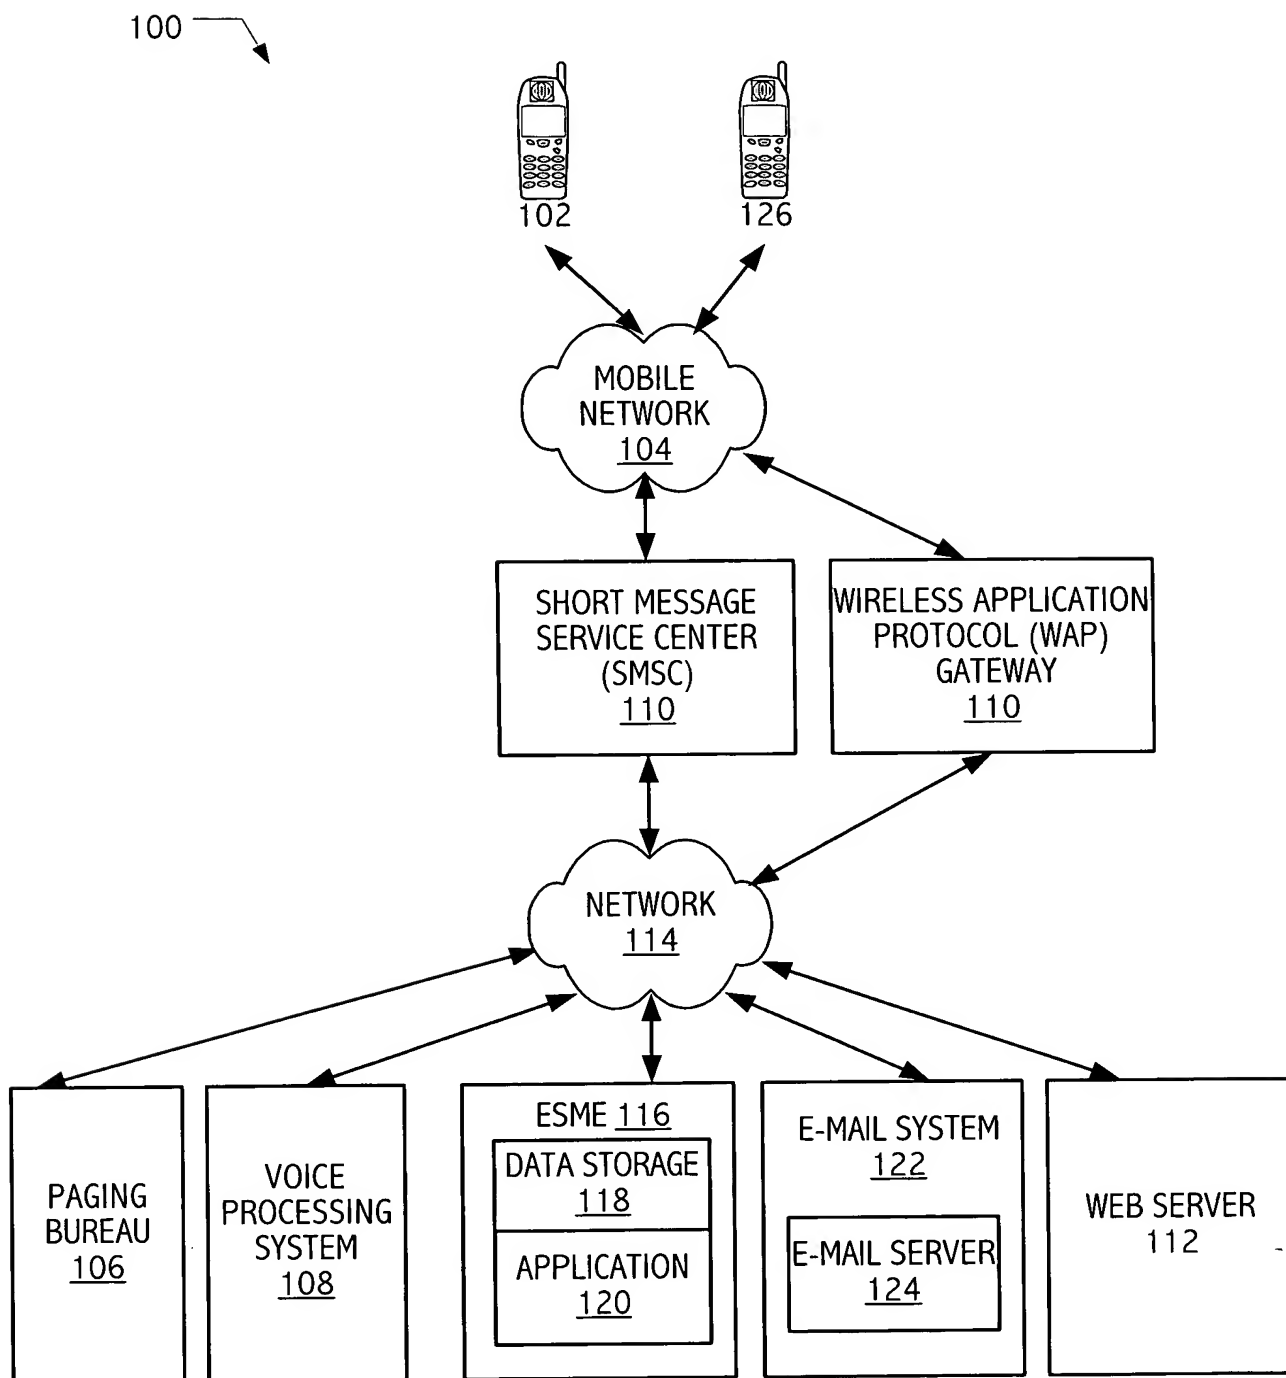 100
102
126
MOBILE
NETWORK
104
SHORT MESSAGE
SERVICE CENTER
(SMSC)
110
WIRELESS APPLICATION
PROTOCOL (WAP)
GATEWAY
110
NETWORK
114
PAGING
BUREAU
106
VOICE
PROCESSING
SYSTEM
108
ESME 116
DATA STORAGE
118
APPLICATION
120
E-MAIL SYSTEM
122
E-MAIL SERVER
124
WEB SERVER
112